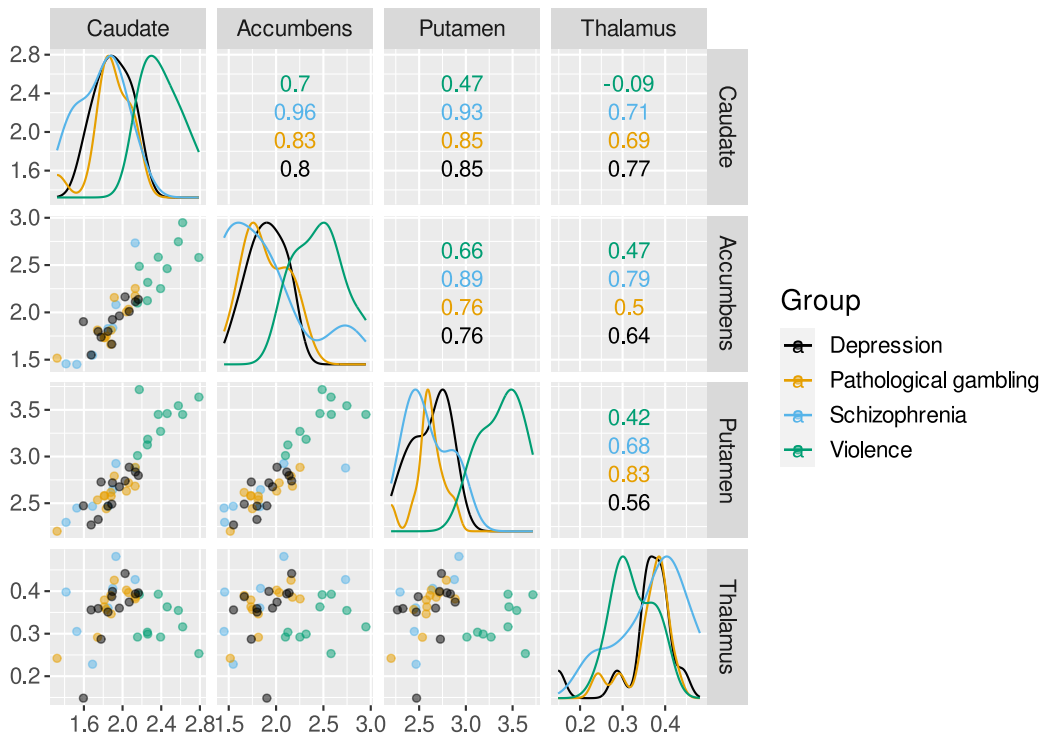 Caudate Accumbens Putamen Thalamus
2.8
2.4
2.0
1.6
0.7 0.47 -0.09
0.96 0.93 0.71
0.83 0.85 0.69
0.8 0.85 0.77
Caudate
3.0
2.5
2.0
1.5
0.66 0.47
0.89 0.79
0.76 0.5
0.76 0.64
Accumbens
3.5
3.0
2.5
0.42
0.68
0.83
0.56
Putamen
0.4
0.3
0.2
Thalamus
1.6 2.0 2.4 2.8 1.5 2.0 2.5 3.0 2.5 3.0 3.5 0.2 0.3 0.4
Group
a Depression
a Pathological gambling
a Schizophrenia
a Violence